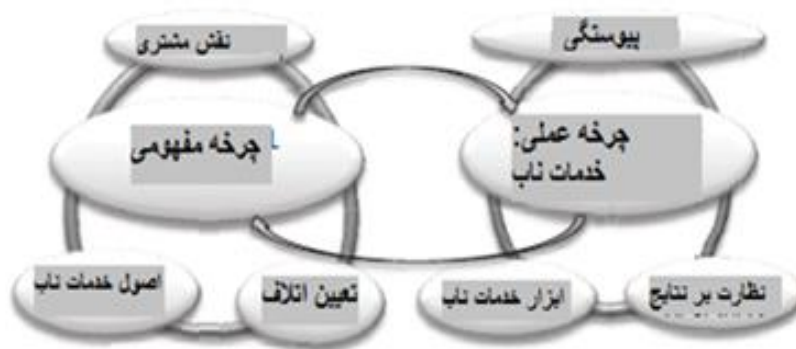 نقش مشتری
پیوستگی
چرخه مفهومی
چرخه عملی:
خدمات ناب
اصول خدمات ناب
تعیین اتلاف
ابزار خدمات ناب
نظارت بر نتایج